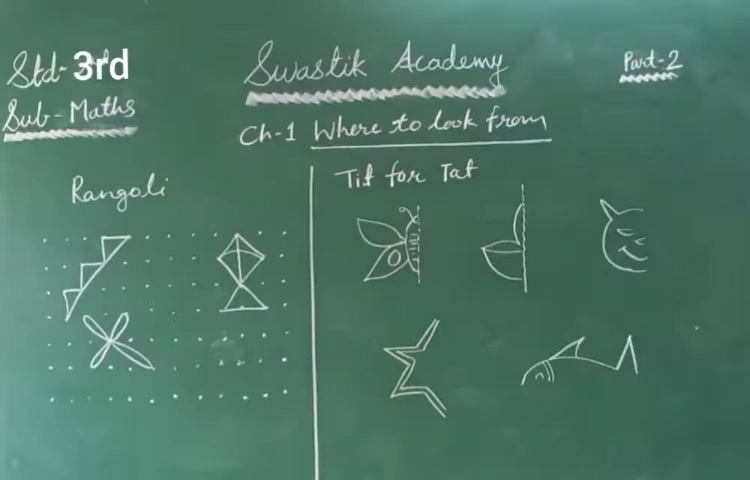 Std- 3rd
Swastik Academy
Part-2
Sub- Maths
Ch-1 Where to look from
Rangoli
Tit for Tat